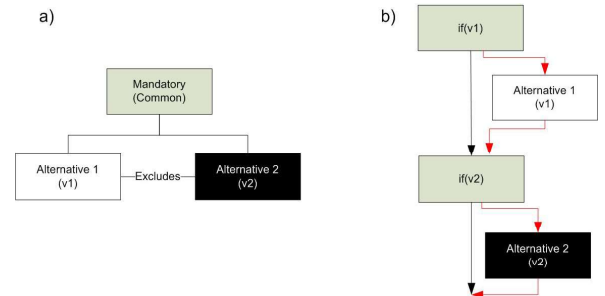 a)
Mandatory
(Common)
Alternative 1
(v1)
Excludes
Alternative 2
(v2)
b)
if(v1)
Alternative 1
(v1)
if(v2)
Alternative 2
(v2)